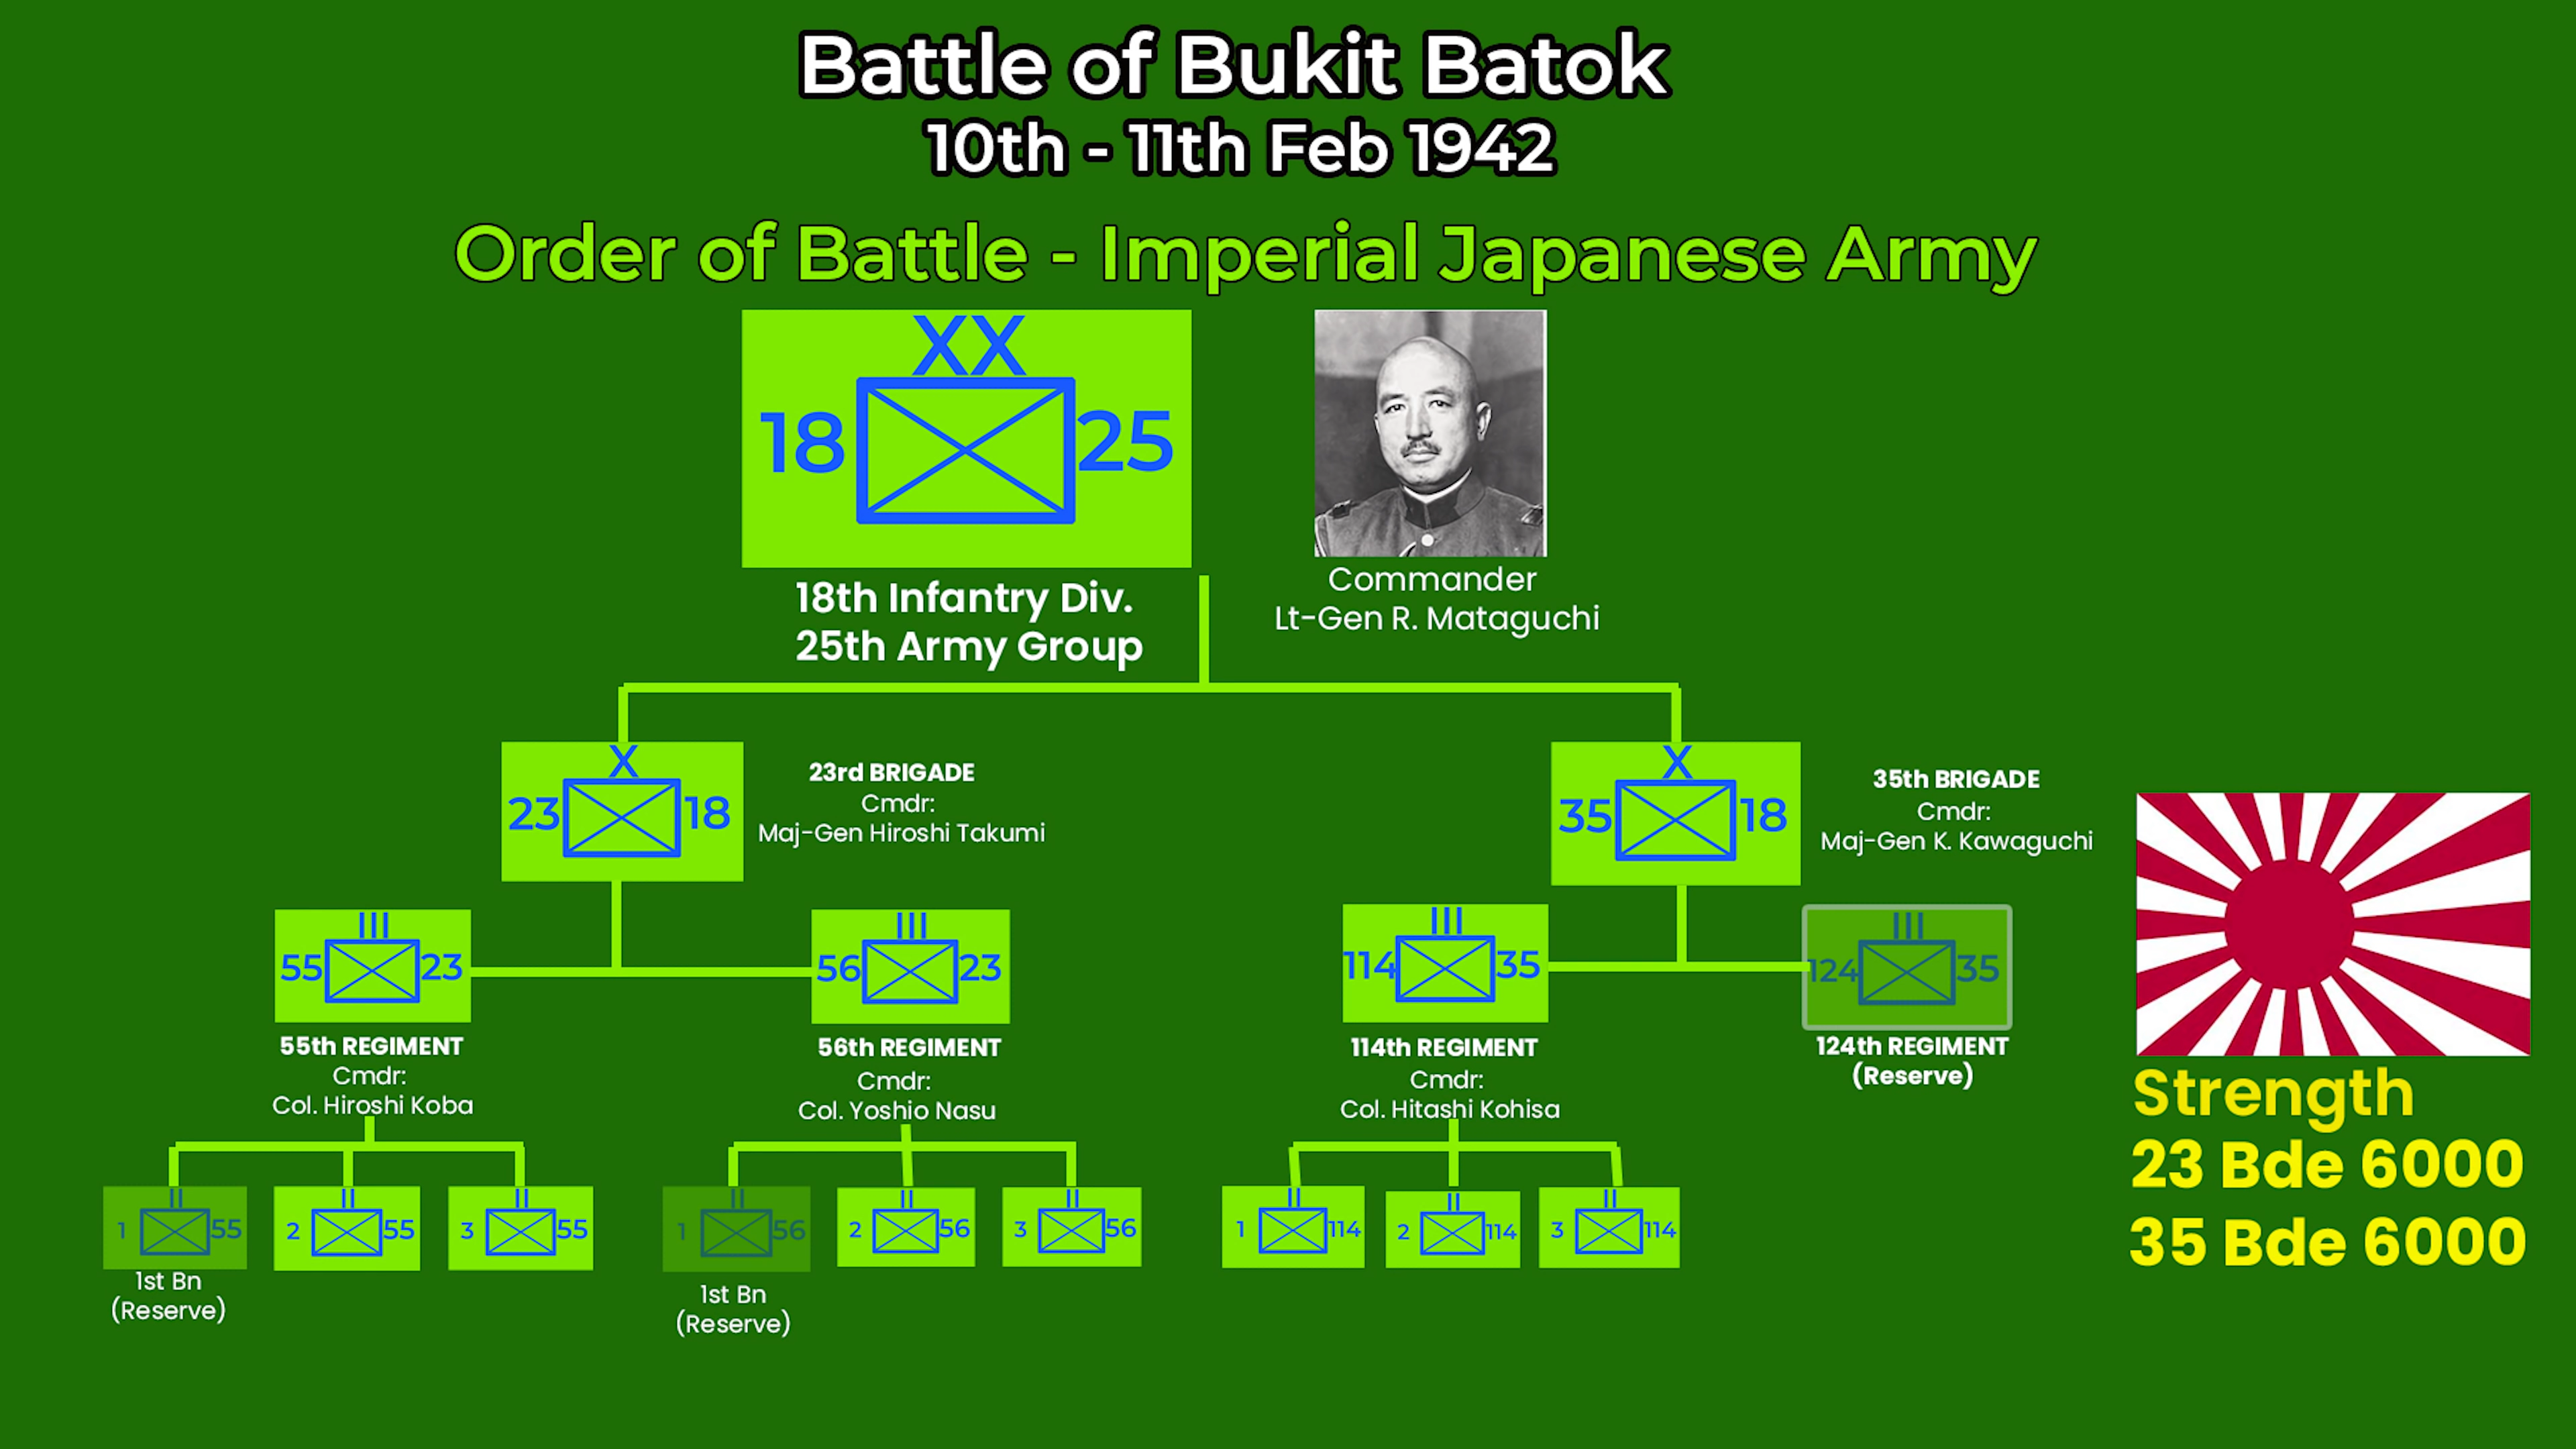 Battle of Bukit Batok
10th - 11th Feb 1942
Order of Battle - Imperial Japanese Army
XX
18 25
18th Infantry Div.
25th Army Group
Commander
Lt-Gen R. Mataguchi
X
23 18
23rd BRIGADE
Cmdr:
Maj-Gen Hiroshi Takumi
X
35 18
35th BRIGADE
Cmdr:
Maj-Gen K. Kawaguchi
III
55 23
55th REGIMENT
Cmdr:
Col. Hiroshi Koba
III
56 23
56th REGIMENT
Cmdr:
Col. Yoshio Nasu
III
114 35
114th REGIMENT
Cmdr:
Col. Hitashi Kohisa
III
124 35
124th REGIMENT
(Reserve)
II
1 55
1st Bn
(Reserve)
II
2 55
II
3 55
II
1 56
1st Bn
(Reserve)
II
2 56
II
3 56
II
1 114
II
2 114
II
3 114
Strength
23 Bde 6000
35 Bde 6000